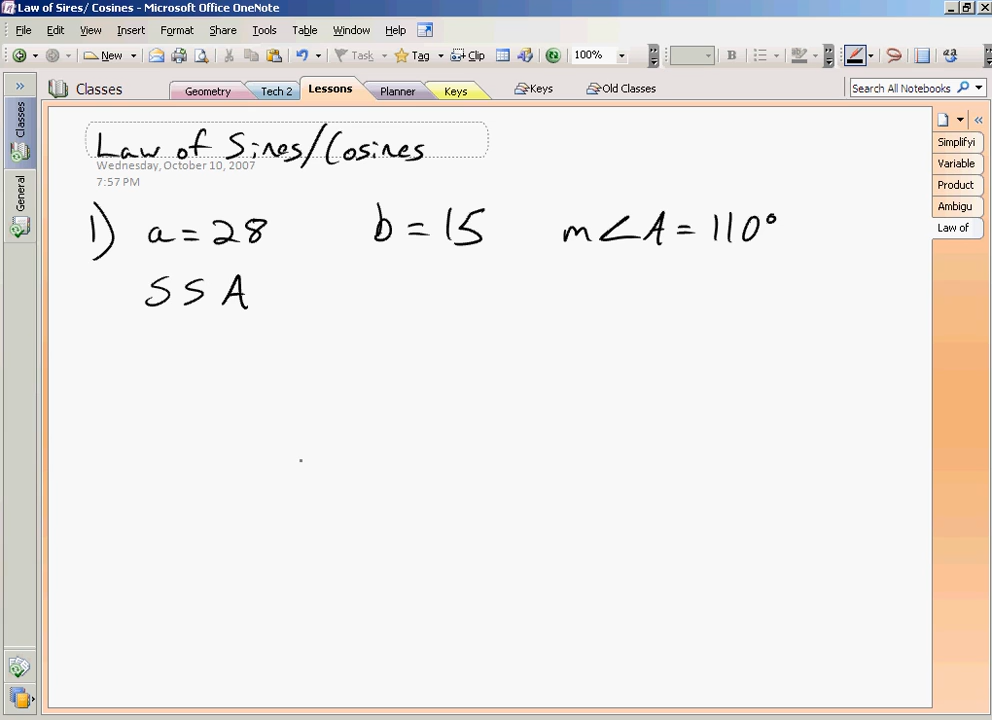 Law of Sires/ Cosines - Microsoft Office OneNote
File Edit View Insert Format Share Tools Table Window Help
New Task Tag Clip 100% B
Classes Geometry Tech 2 Lessons Planner Keys Keys Old Classes Search All Notebooks
Classes
General
Law of Sines/Cosines
Wednesday, October 10, 2007
7:57 PM
1) a = 28 b = 15 m∠A = 110°
S S A
Simplifyi
Variable
Product
Ambigu
Law of